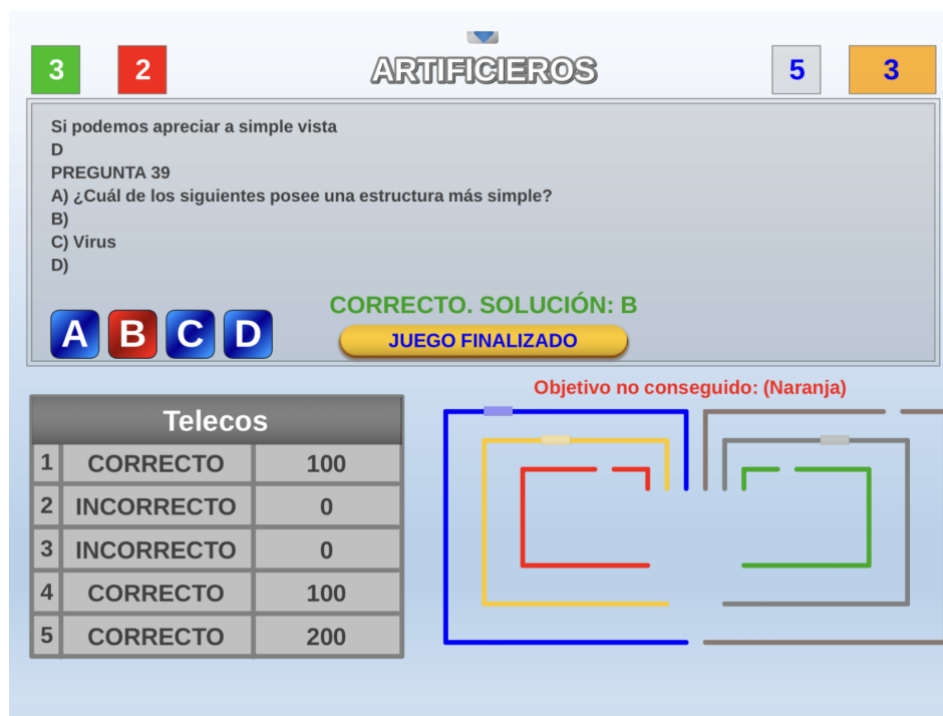 3 2 ARTIFICIEROS 5 3
Si podemos apreciar a simple vista
D
PREGUNTA 39
A) ¿Cuál de los siguientes posee una estructura más simple?
B)
C) Virus
D)
CORRECTO. SOLUCIÓN: B
A B C D
JUEGO FINALIZADO
Objetivo no conseguido: (Naranja)
Telecos
1 CORRECTO 100
2 INCORRECTO 0
3 INCORRECTO 0
4 CORRECTO 100
5 CORRECTO 200